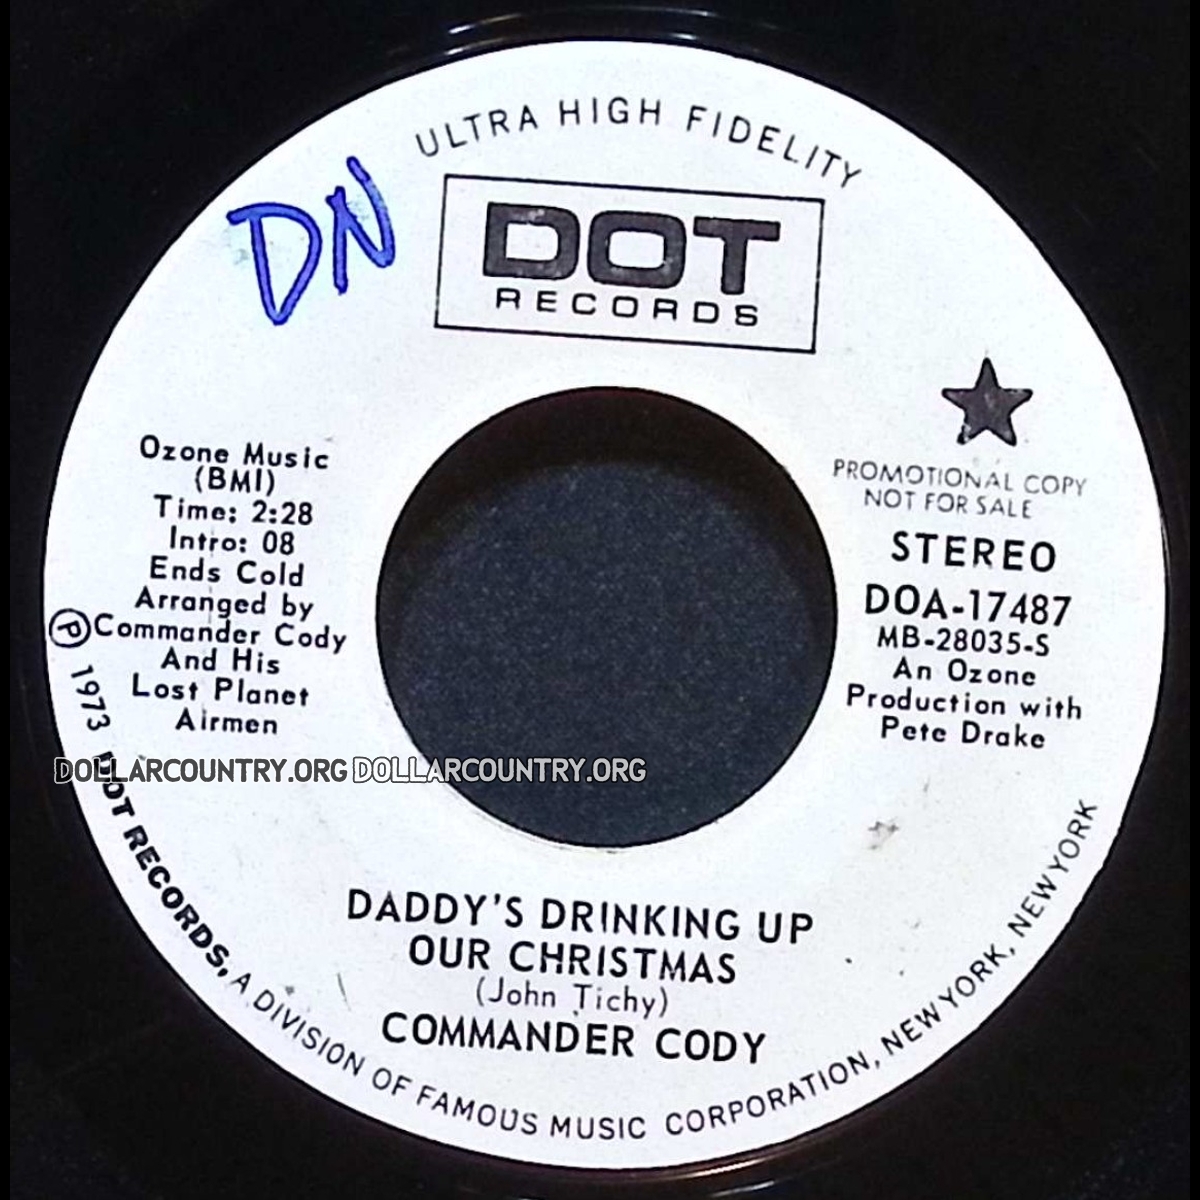 ULTRA HIGH FIDELITY
DN
DOT
RECORDS
Ozone Music
(BMI)
Time: 2:28
Intro: 08
Ends Cold
Arranged by
Commander Cody
And His
Lost Planet
Airmen
PROMOTIONAL COPY
NOT FOR SALE
STEREO
DOA-17487
MB-28035-S
An Ozone
Production with
Pete Drake
DOLLARCOUNTRY.ORG DOLLARCOUNTRY.ORG
DADDY'S DRINKING UP
OUR CHRISTMAS
(John Tichy)
COMMANDER CODY
℗ 1973 DOT RECORDS, A DIVISION OF FAMOUS MUSIC CORPORATION, NEW YORK, NEW YORK